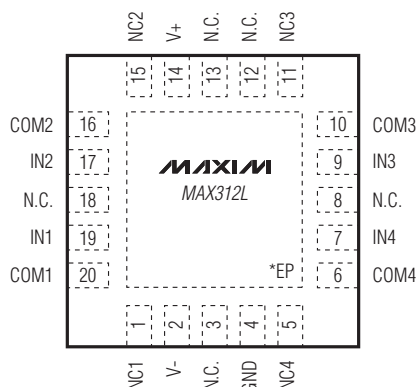 NC2 V+ N.C. N.C. NC3
15 14 13 12 11
COM2 16 10 COM3
IN2 17 MAXIM 9 IN3
N.C. 18 MAX312L 8 N.C.
IN1 19 7 IN4
COM1 20 *EP 6 COM4
1 2 3 4 5
NC1 V- N.C. GND NC4